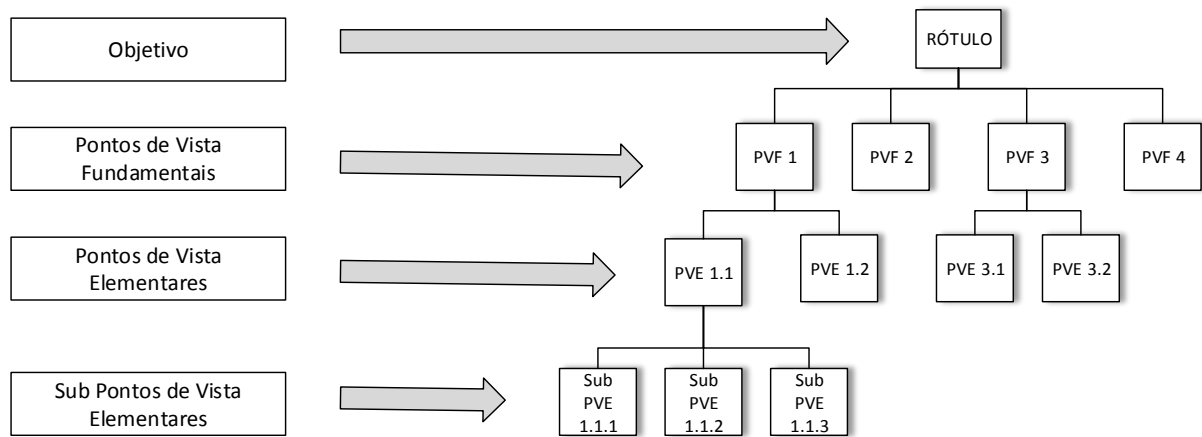 Objetivo
RÓTULO
Pontos de Vista
Fundamentais
PVF 1
PVF 2
PVF 3
PVF 4
Pontos de Vista
Elementares
PVE 1.1
PVE 1.2
PVE 3.1
PVE 3.2
Sub Pontos de Vista
Elementares
Sub
PVE
1.1.1
Sub
PVE
1.1.2
Sub
PVE
1.1.3